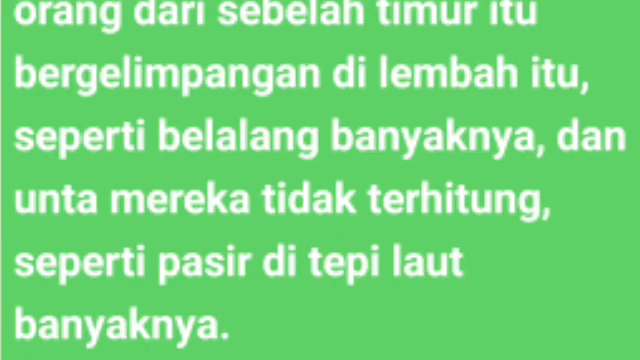 orang dari sebelah timur itu
bergelimpangan di lembah itu,
seperti belalang banyaknya, dan
unta mereka tidak terhitung,
seperti pasir di tepi laut
banyaknya.